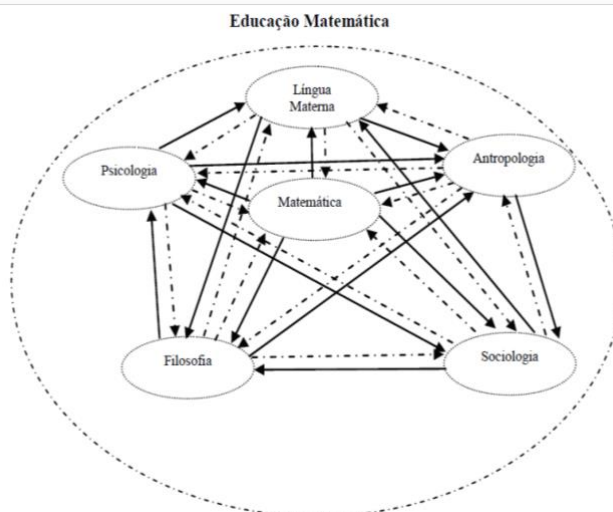 Educação Matemática
Língua
Materna
Psicologia
Antropologia
Matemática
Filosofia
Sociologia